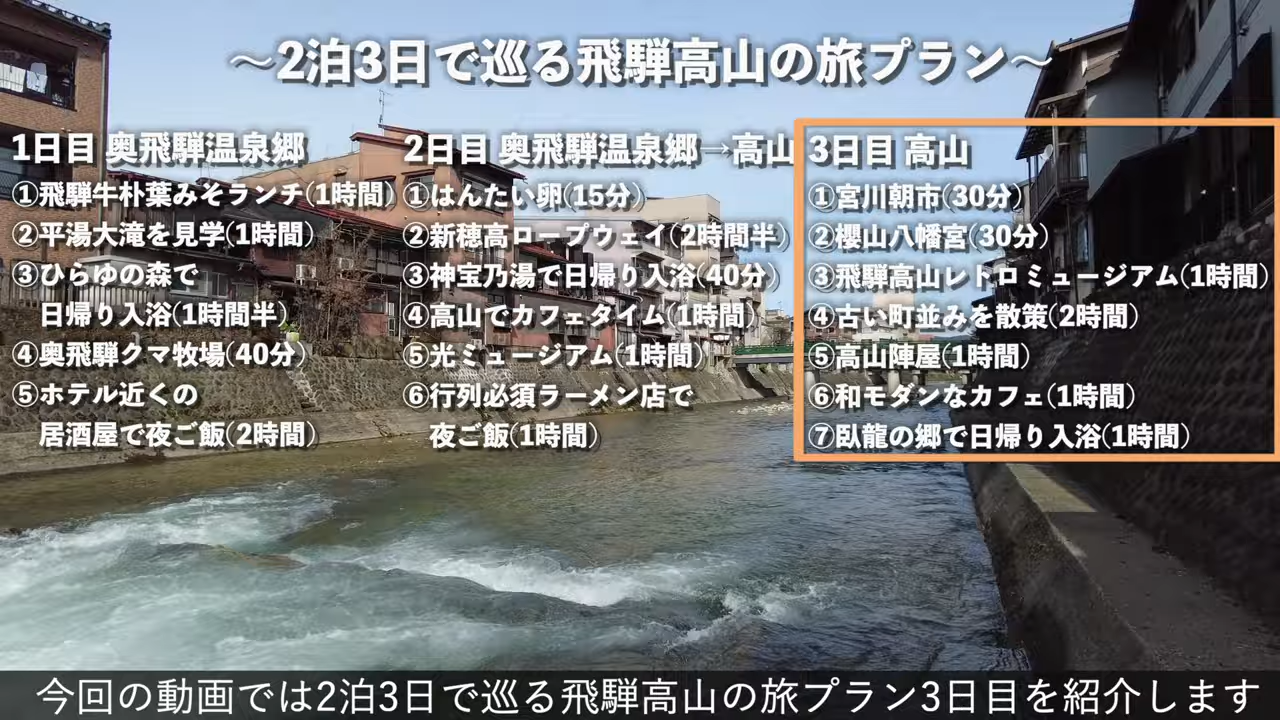 ～2泊3日で巡る飛騨高山の旅プラン～
1日目 奥飛騨温泉郷
①飛騨牛朴葉みそランチ(1時間)
②平湯大滝を見学(1時間)
③ひらゆの森で
日帰り入浴(1時間半)
④奥飛騨クマ牧場(40分)
⑤ホテル近くの
居酒屋で夜ご飯(2時間)
2日目 奥飛騨温泉郷→高山
①はんたい卵(15分)
②新穂高ロープウェイ(2時間半)
③神宝乃湯で日帰り入浴(40分)
④高山でカフェタイム(1時間)
⑤光ミュージアム(1時間)
⑥行列必須ラーメン店で
夜ご飯(1時間)
3日目 高山
①宮川朝市(30分)
②櫻山八幡宮(30分)
③飛騨高山レトロミュージアム(1時間)
④古い町並みを散策(2時間)
⑤高山陣屋(1時間)
⑥和モダンなカフェ(1時間)
⑦臥龍の郷で日帰り入浴(1時間)
今回の動画では2泊3日で巡る飛騨高山の旅プラン3日目を紹介します